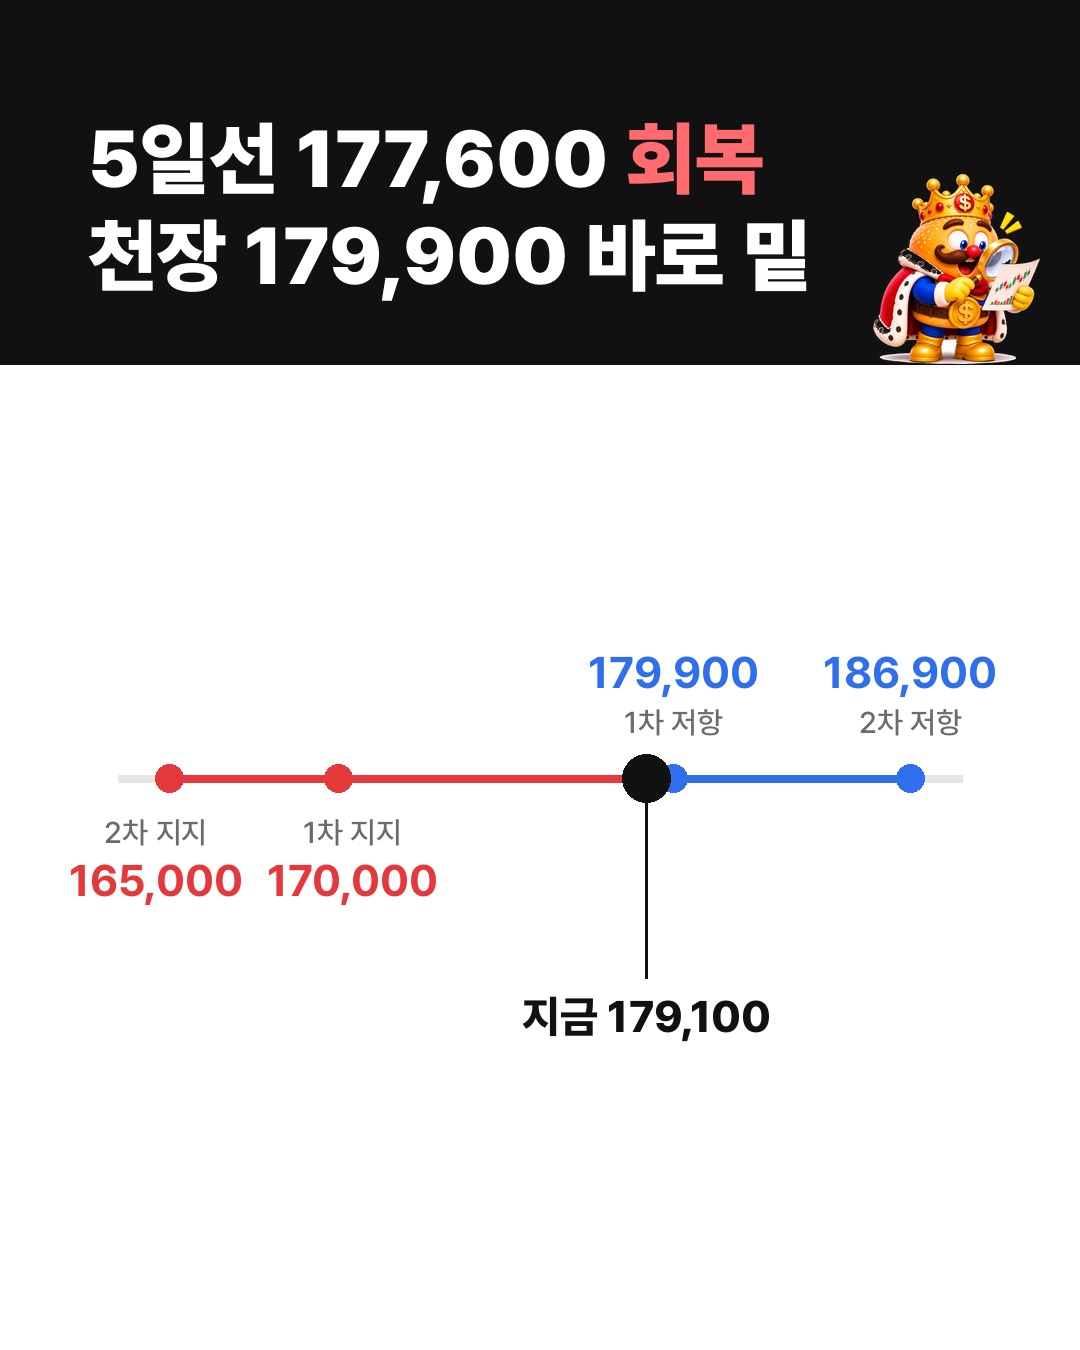 5일선 177,600 회복
천장 179,900 바로 밑
$
$
179,900
186,900
1차 저항
2차 저항
2차 지지
1차 지지
165,000
170,000
지금 179,100